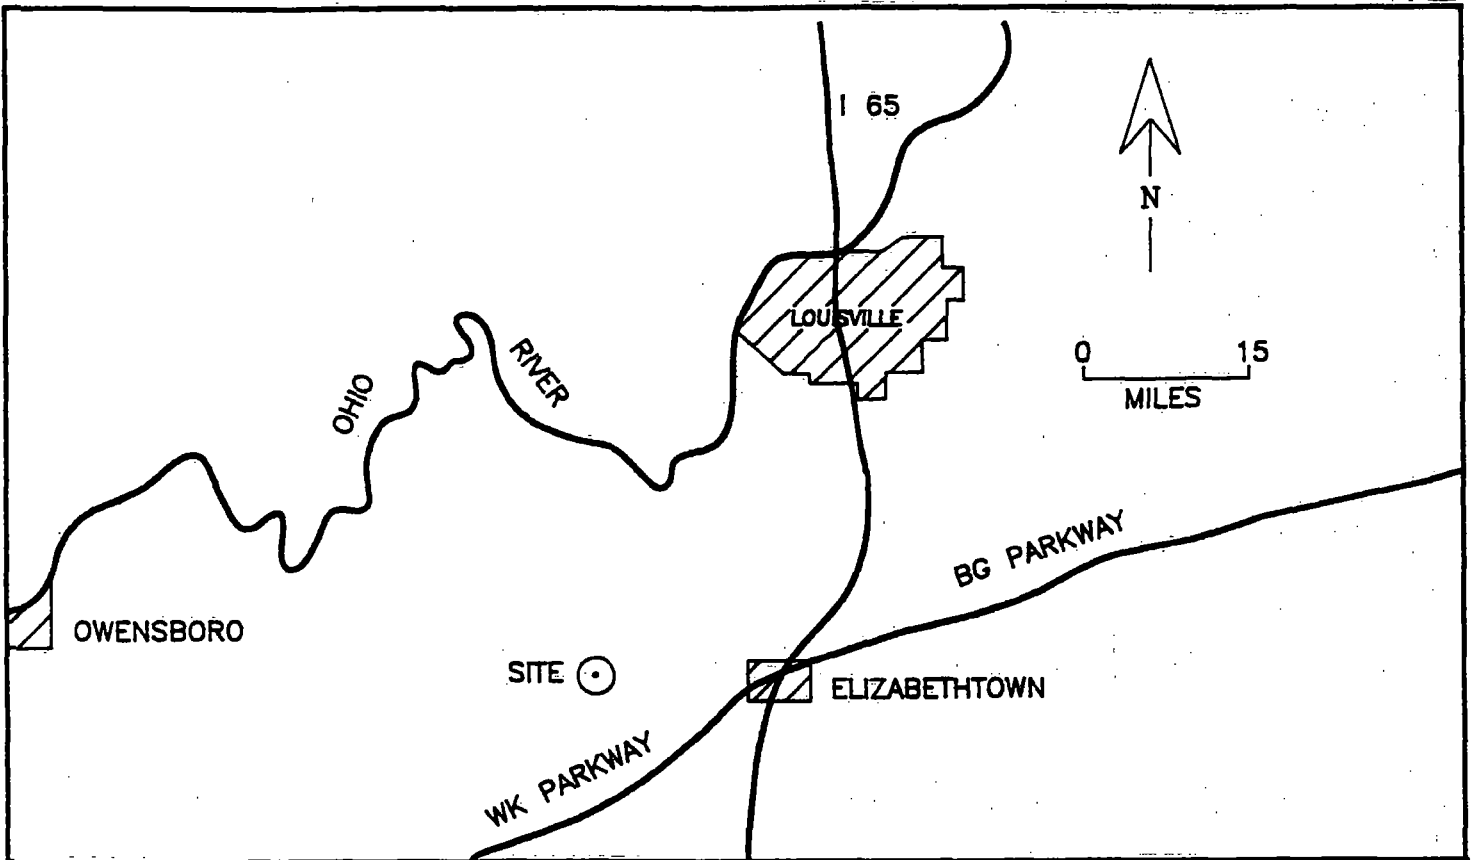 I 65
N
LOUISVILLE
0 15
MILES
RIVER
OHIO
BG PARKWAY
OWENSBORO
SITE
ELIZABETHTOWN
WK PARKWAY